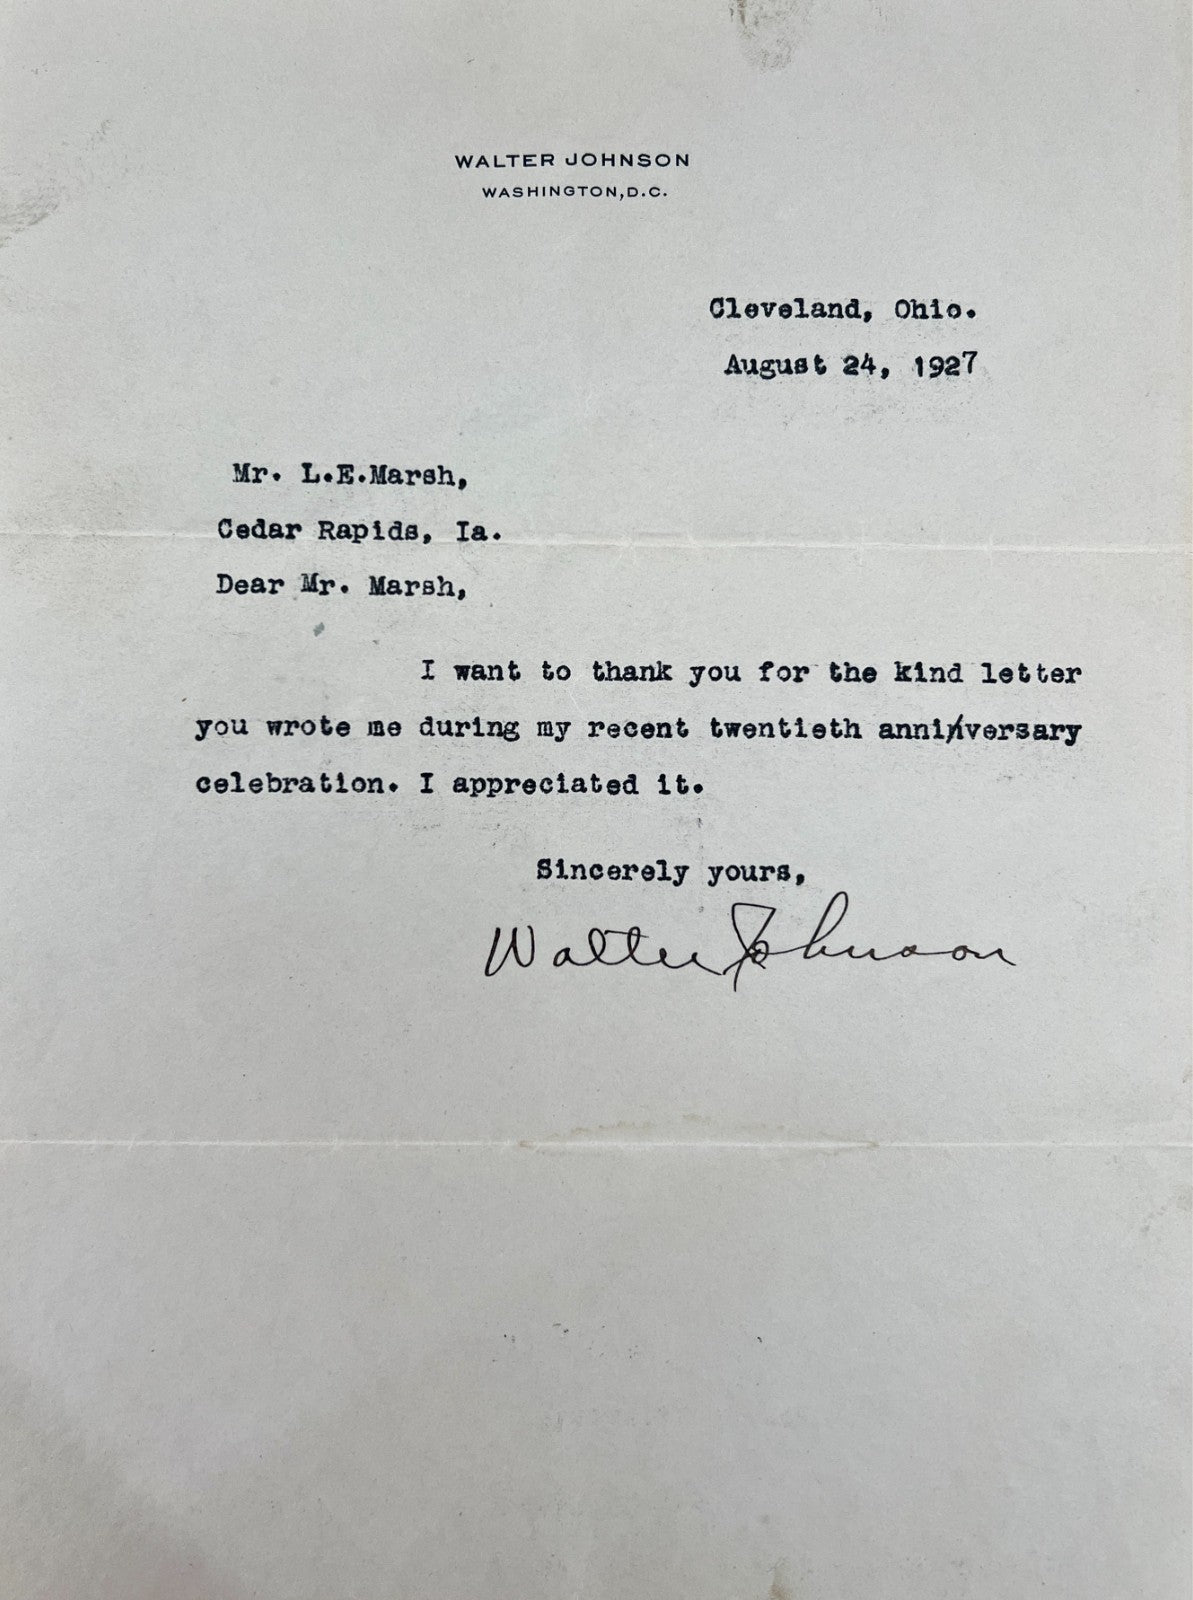 WALTER JOHNSON
WASHINGTON, D.C.
Cleveland, Ohio.
August 24, 1927
Mr. L.E.Marsh,
Cedar Rapids, Ia.
Dear Mr. Marsh,
I want to thank you for the kind letter
you wrote me during my recent twentieth anni/iversary
celebration. I appreciated it.
Sincerely yours,
Walter Johnson